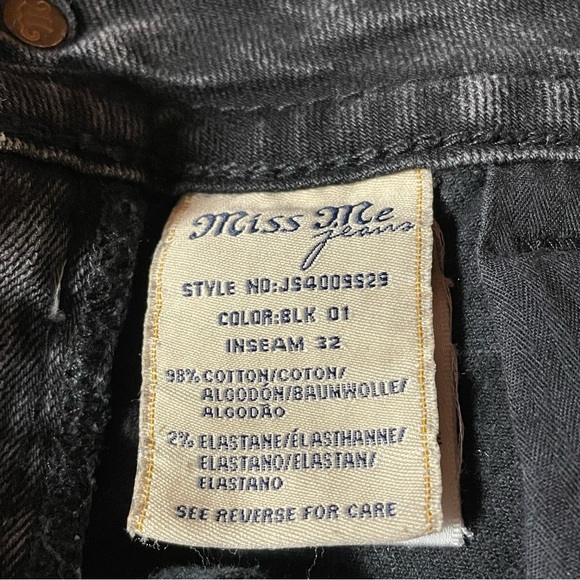 Miss Me
jeans
STYLE NO:JS4009S29
COLOR:BLK 01
INSEAM 32
98% COTTON/COTON/
ALGODÓN/BAUMWOLLE/
ALGODÃO
2% ELASTANE/ÉLASTHANNE/
ELASTANO/ELASTAN/
ELASTANO
SEE REVERSE FOR CARE